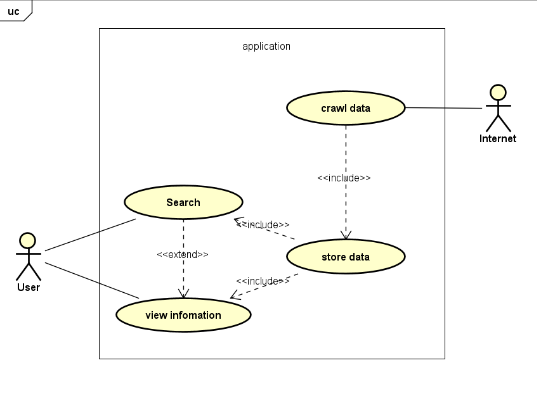 uc
application
crawl data
Internet
<<include>>
Search
<<include>>
<<extend>>
store data
User
<<include>>
view infomation